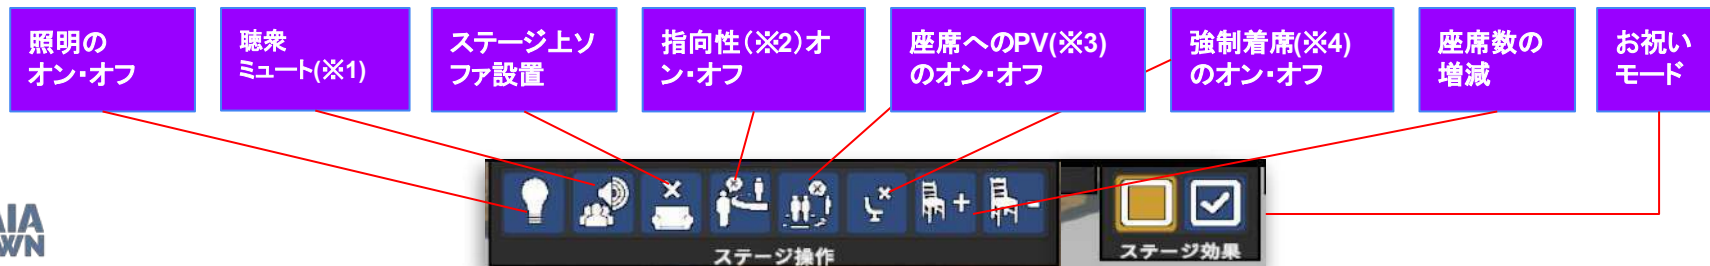 照明の
オン・オフ
聴衆
ミュート(※1)
ステージ上ソ
ファ設置
指向性(※2)オ
ン・オフ
座席へのPV(※3)
のオン・オフ
強制着席(※4)
のオン・オフ
座席数の
増減
お祝い
モード
AIA
WN
ステージ操作
ステージ効果